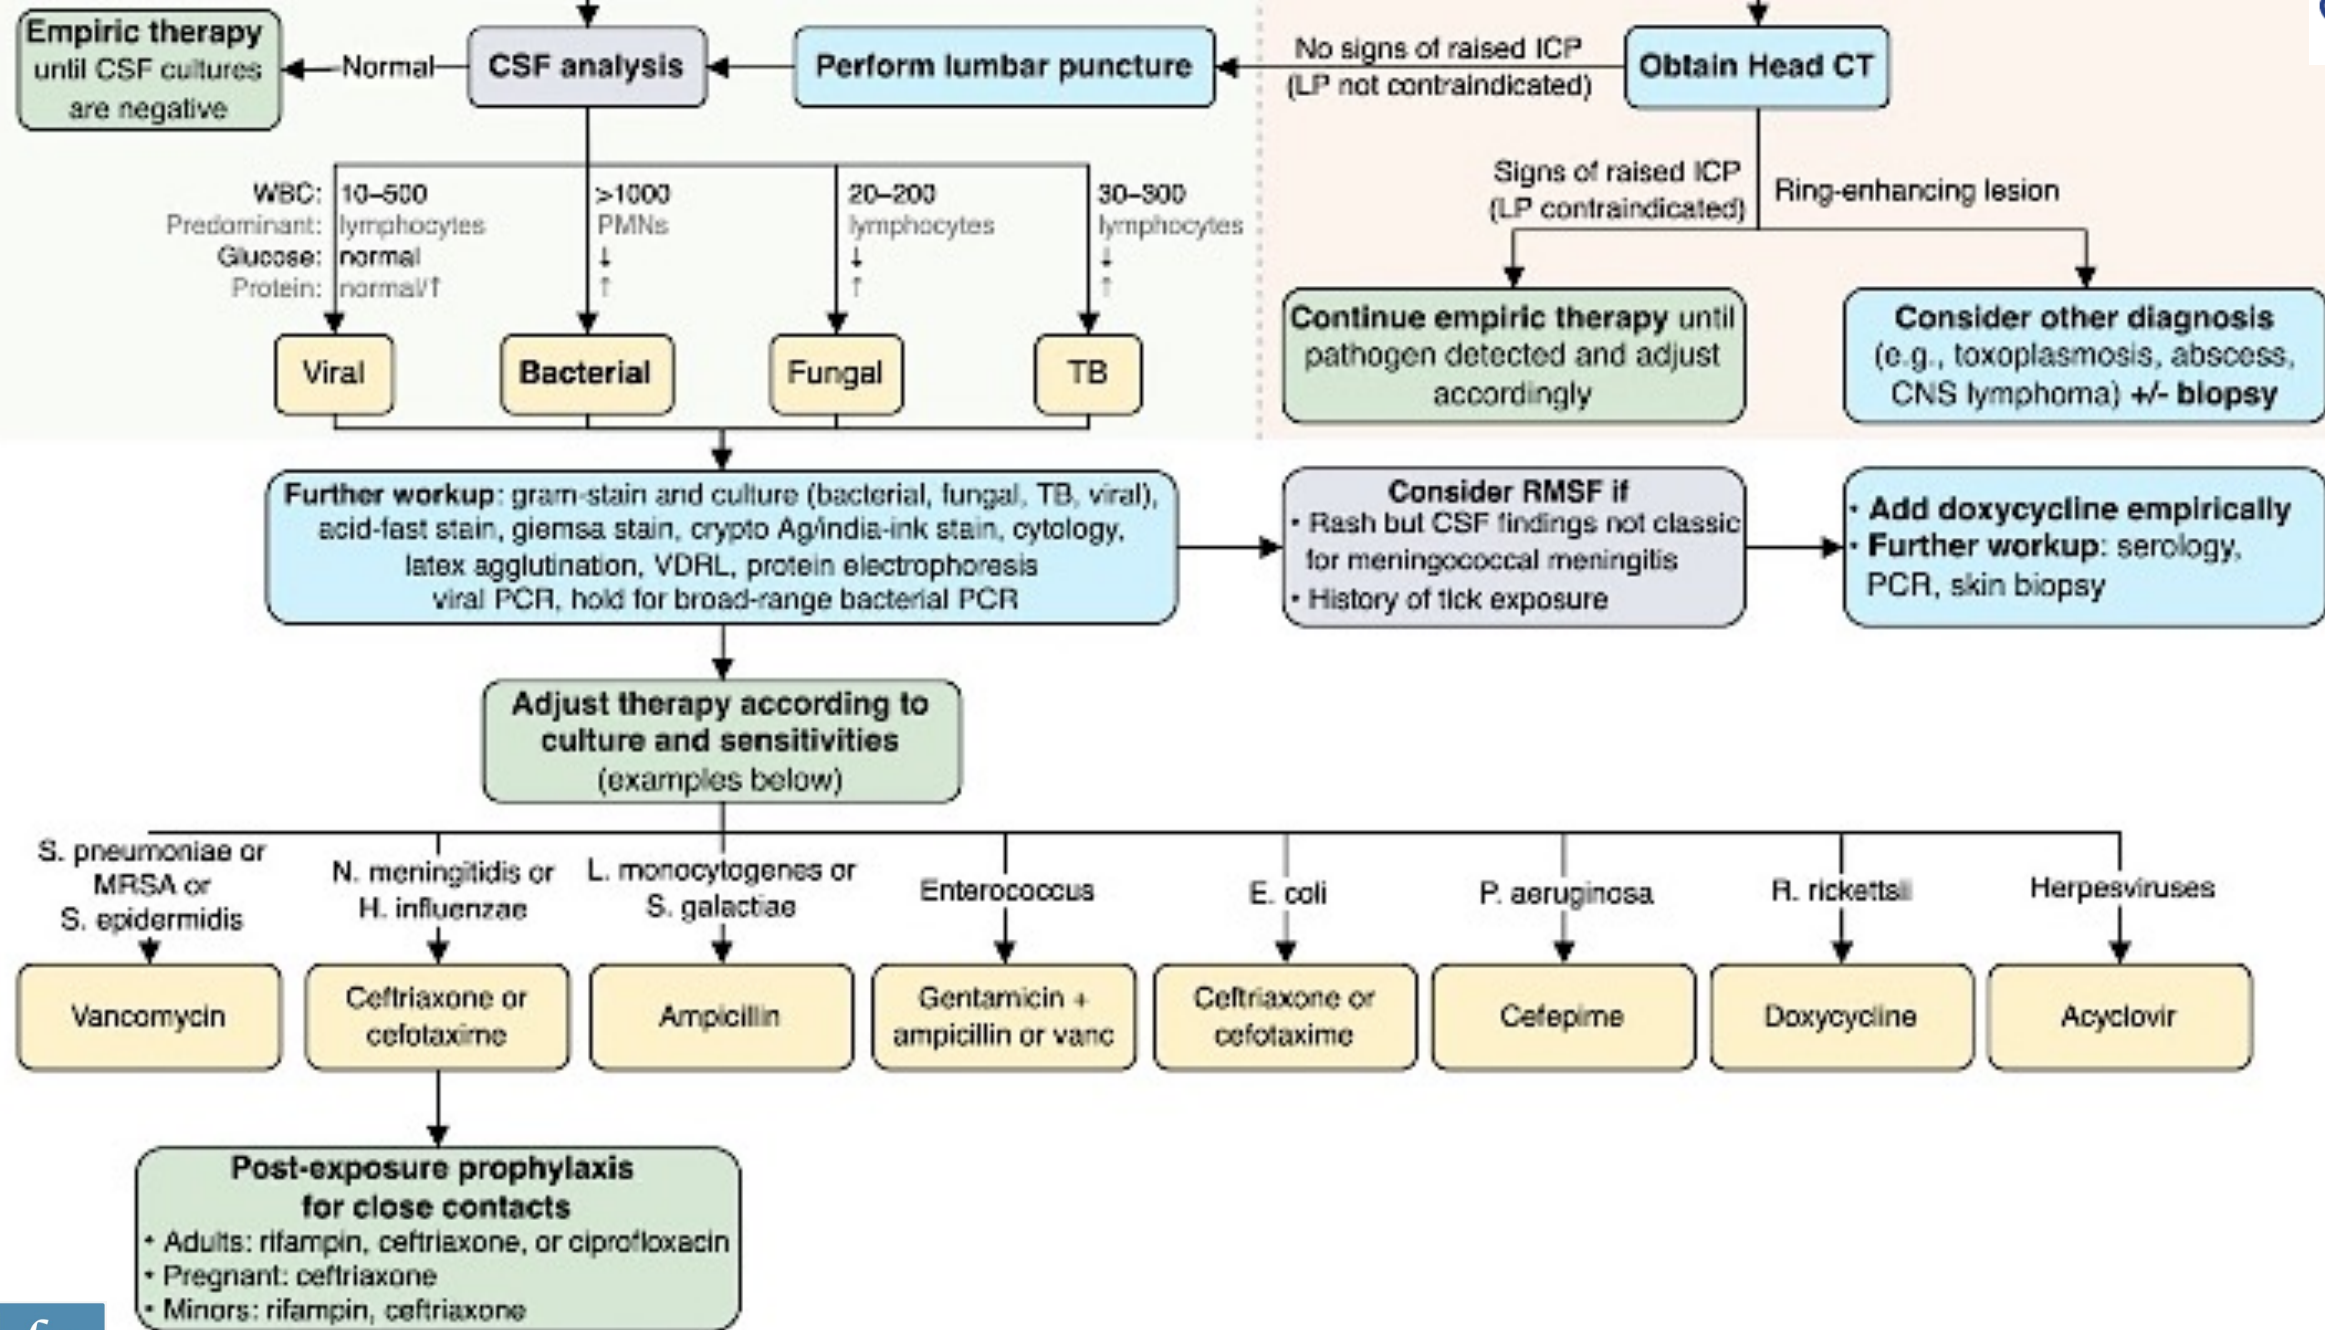 Empiric therapy
until CSF cultures
are negative
Normal
CSF analysis
Perform lumbar puncture
No signs of raised ICP
(LP not contraindicated)
Obtain Head CT
Signs of raised ICP
(LP contraindicated)
Ring-enhancing lesion
WBC: 10–500 >1000 20–200 30–300
Predominant: lymphocytes PMNs lymphocytes lymphocytes
Glucose: normal ↓ ↓ ↓
Protein: normal/↑ ↑ ↑ ↑
Viral
Bacterial
Fungal
TB
Continue empiric therapy until
pathogen detected and adjust
accordingly
Consider other diagnosis
(e.g., toxoplasmosis, abscess,
CNS lymphoma) +/- biopsy
Further workup: gram-stain and culture (bacterial, fungal, TB, viral),
acid-fast stain, giemsa stain, crypto Ag/india-ink stain, cytology,
latex agglutination, VDRL, protein electrophoresis
viral PCR, hold for broad-range bacterial PCR
Consider RMSF if
• Rash but CSF findings not classic
for meningococcal meningitis
• History of tick exposure
• Add doxycycline empirically
• Further workup: serology,
PCR, skin biopsy
Adjust therapy according to
culture and sensitivities
(examples below)
S. pneumoniae or
MRSA or
S. epidermidis
N. meningitidis or
H. influenzae
L. monocytogenes or
S. galactiae
Enterococcus
E. coli
P. aeruginosa
R. rickettsii
Herpesviruses
Vancomycin
Ceftriaxone or
cefotaxime
Ampicillin
Gentamicin +
ampicillin or vanc
Ceftriaxone or
cefotaxime
Cefepime
Doxycycline
Acyclovir
Post-exposure prophylaxis
for close contacts
• Adults: rifampin, ceftriaxone, or ciprofloxacin
• Pregnant: ceftriaxone
• Minors: rifampin, ceftriaxone